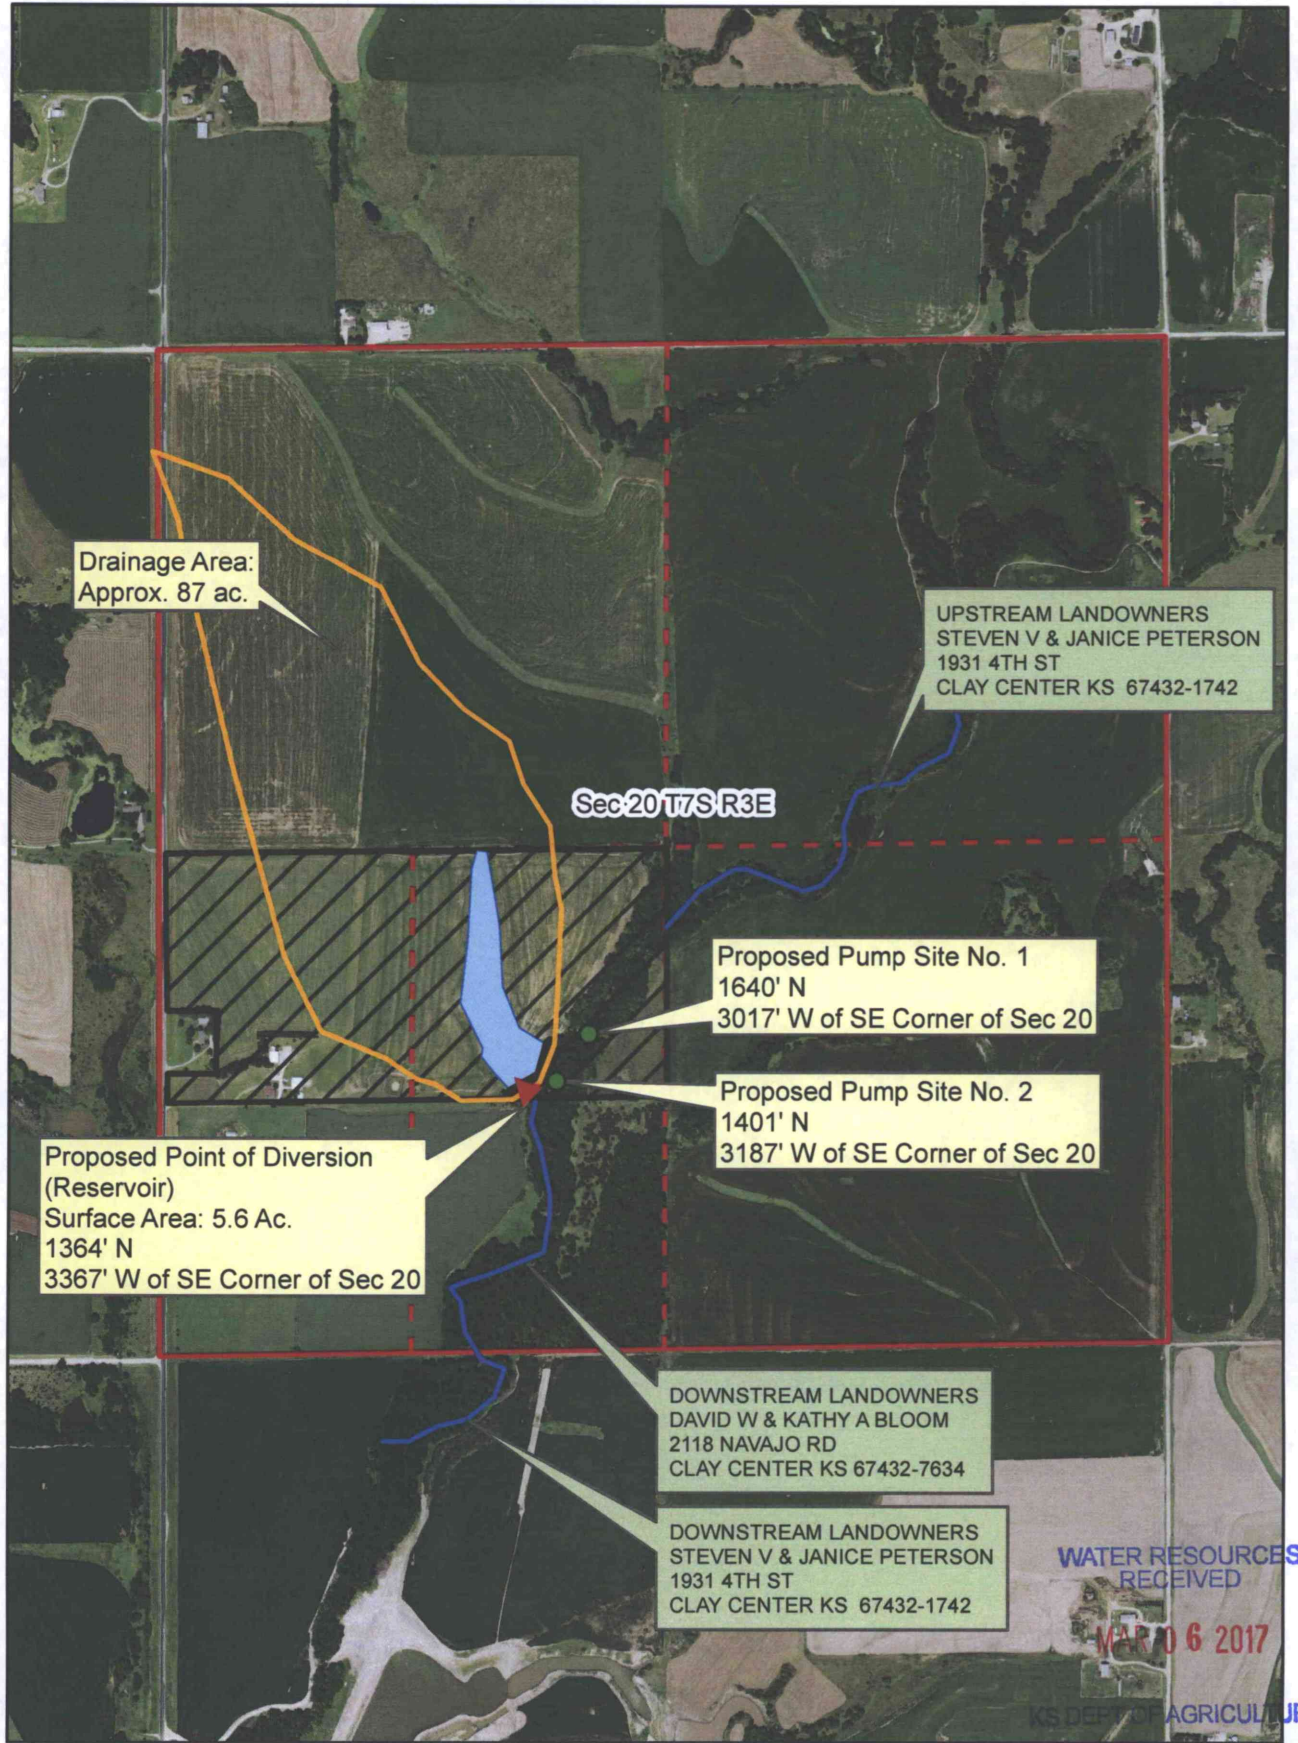 Drainage Area:
Approx. 87 ac.
UPSTREAM LANDOWNERS
STEVEN V & JANICE PETERSON
1931 4TH ST
CLAY CENTER KS 67432-1742
Sec 20 T7S R3E
Proposed Pump Site No. 1
1640' N
3017' W of SE Corner of Sec 20
Proposed Pump Site No. 2
1401' N
3187' W of SE Corner of Sec 20
Proposed Point of Diversion
(Reservoir)
Surface Area: 5.6 Ac.
1364' N
3367' W of SE Corner of Sec 20
DOWNSTREAM LANDOWNERS
DAVID W & KATHY A BLOOM
2118 NAVAJO RD
CLAY CENTER KS 67432-7634
DOWNSTREAM LANDOWNERS
STEVEN V & JANICE PETERSON
1931 4TH ST
CLAY CENTER KS 67432-1742
WATER RESOURCES
RECEIVED
MAR 06 2017
KS DEPT OF AGRICULTURE